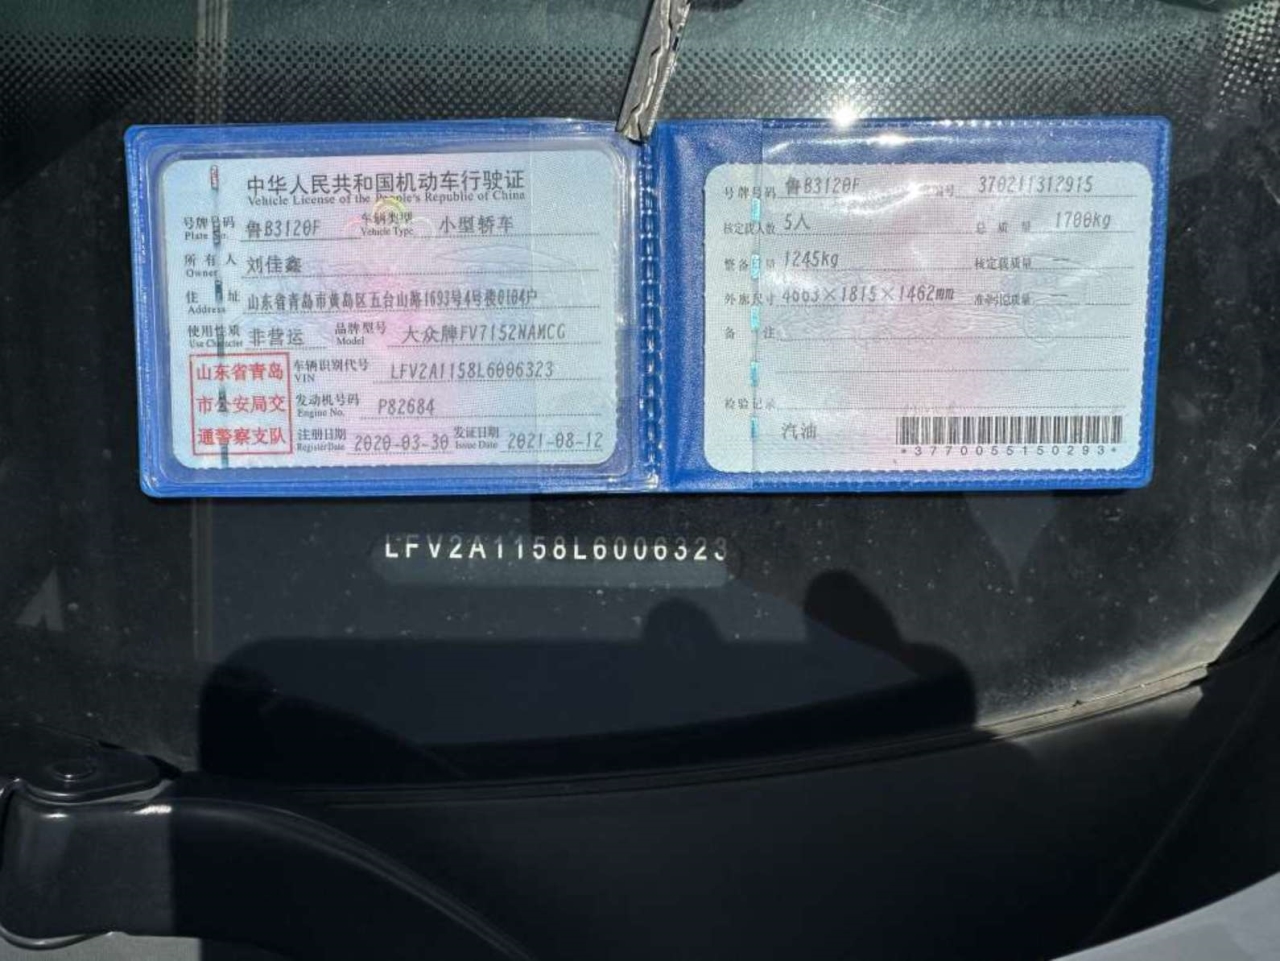 中华人民共和国机动车行驶证
Vehicle License of the People's Republic of China
号牌号码 Plate No. 鲁B3120F 车辆类型 Vehicle Type 小型轿车
所有人 Owner 刘佳鑫
住址 Address 山东省青岛市黄岛区五台山路1693号4号楼0104户
使用性质 Use Character 非营运 品牌型号 Model 大众牌FV7152NAMCG
山东省青岛
市公安局交
通警察支队
车辆识别代号 VIN LFV2A1158L6006323
发动机号码 Engine No. P82684
注册日期 Register Date 2020-03-30 发证日期 Issue Date 2021-08-12
号牌号码 鲁B3120F 编号 370211312915
核定载人数 5人 总质量 1700kg
整备质量 1245kg 核定载质量 --
外廓尺寸 4663×1815×1462mm 准牵引总质量 --
备注
检验记录
汽油
*3770055150293*
LFV2A1158L6006323